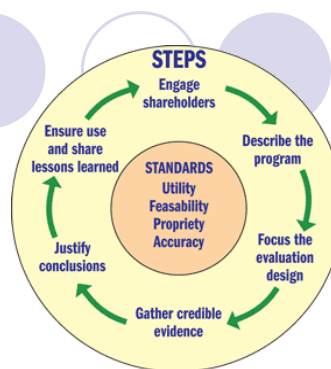 STEPS
Engage
shareholders
Describe the
program
Focus the
evaluation
design
Gather credible
evidence
Justify
conclusions
Ensure use
and share
lessons learned
STANDARDS
Utility
Feasability
Propriety
Accuracy